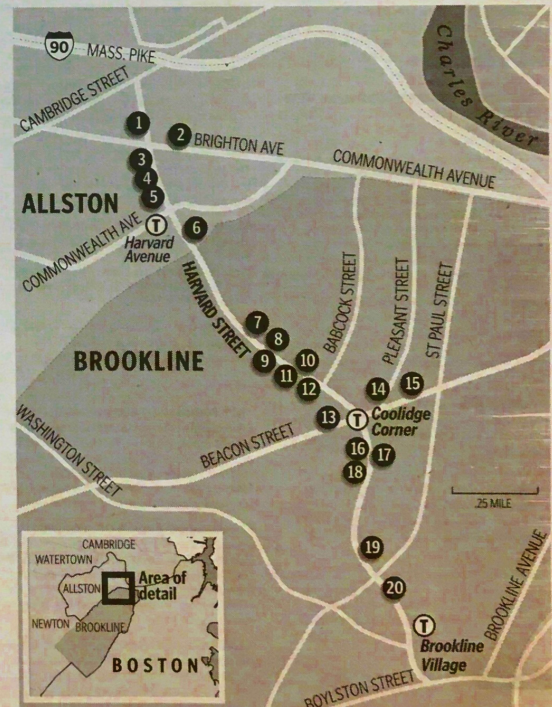 90
MASS. PIKE
Charles River
CAMBRIDGE STREET
1
2
BRIGHTON AVE
COMMONWEALTH AVENUE
3
4
5
ALLSTON
COMMONWEALTH AVE
T
Harvard
Avenue
6
HARVARD STREET
BABCOCK STREET
PLEASANT STREET
ST PAUL STREET
7
8
9
10
11
12
BROOKLINE
13
14
15
T
Coolidge
Corner
WASHINGTON STREET
BEACON STREET
16
17
18
.25 MILE
19
20
T
Brookline
Village
BROOKLINE AVENUE
BOYLSTON STREET
CAMBRIDGE
WATERTOWN
ALLSTON
Area of
detail
NEWTON
BROOKLINE
BOSTON